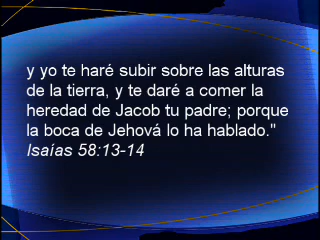 y yo te haré subir sobre las alturas
de la tierra, y te daré a comer la
heredad de Jacob tu padre; porque
la boca de Jehová lo ha hablado."
Isaías 58:13-14